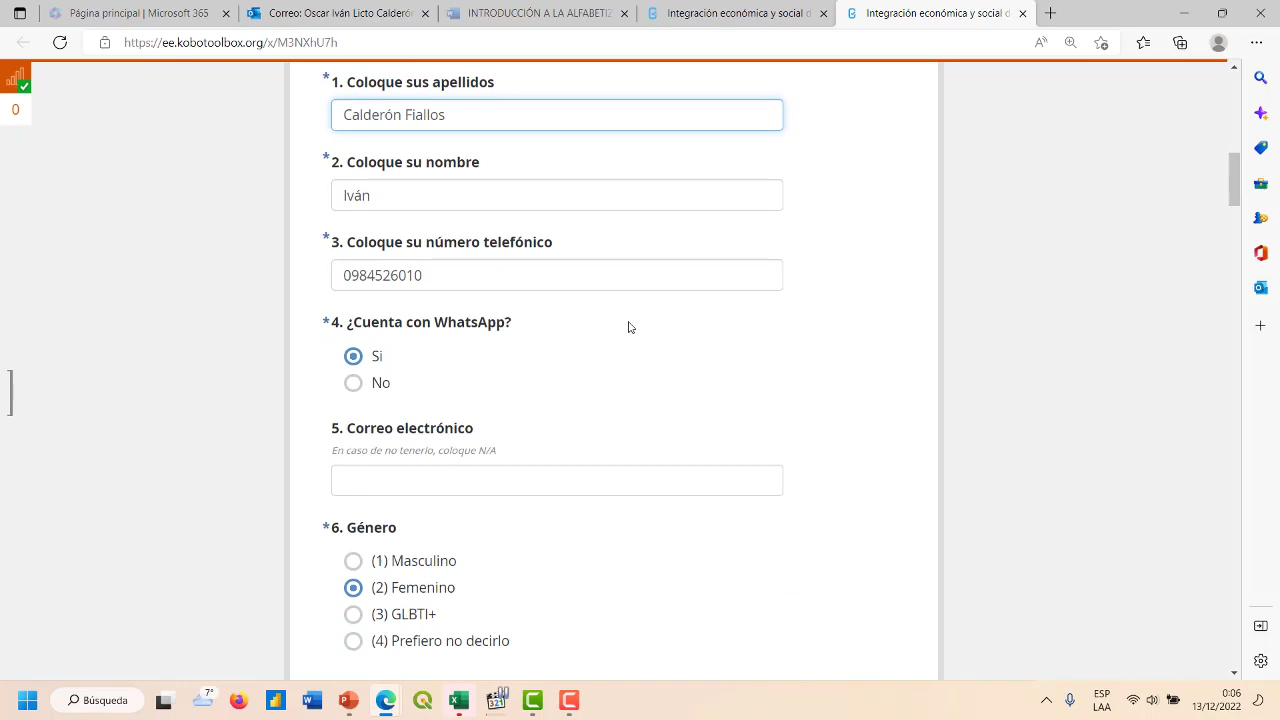 Página principal | Microsoft 365
Correo: Oscar Iván Licto Calderó
INTRODUCCIÓN A LA ALFABETIZ
Integración económica y social d
Integración económica y social d
https://ee.kobotoolbox.org/x/M3NXhU7h
0
*1. Coloque sus apellidos
Calderón Fiallos
*2. Coloque su nombre
Iván
*3. Coloque su número telefónico
0984526010
*4. ¿Cuenta con WhatsApp?
Si
No
5. Correo electrónico
En caso de no tenerlo, coloque N/A
*6. Género
(1) Masculino
(2) Femenino
(3) GLBTI+
(4) Prefiero no decirlo
Búsqueda
7°
321
ESP
LAA
0:06
13/12/2022